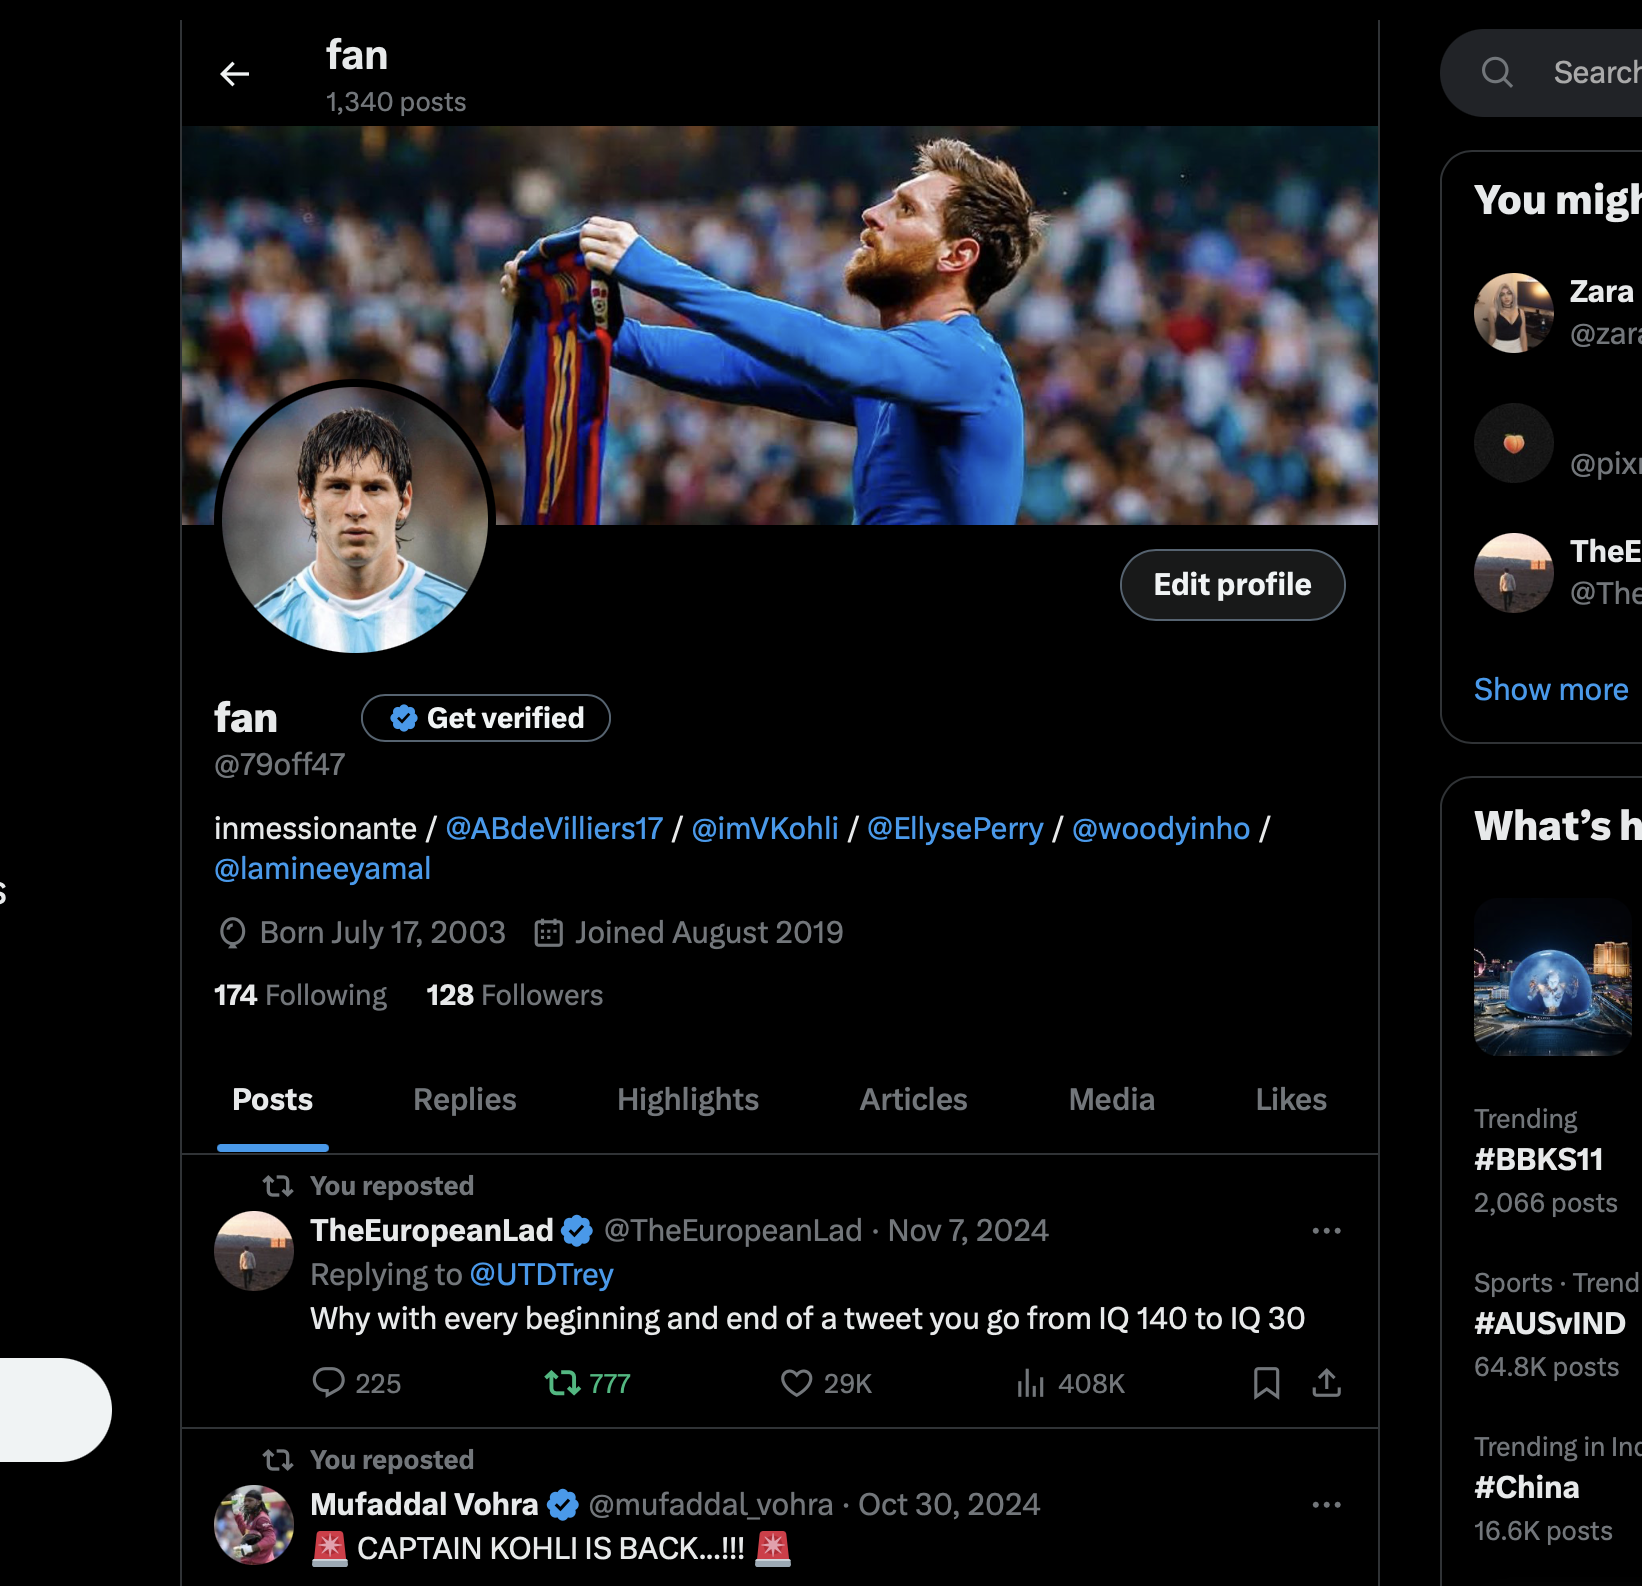 fan
1,340 posts
Search
You migh
Zara
@zara
@pixr
TheE
@The
Show more
Edit profile
fan
Get verified
@79off47
inmessionante / @ABdeVilliers17 / @imVKohli / @EllysePerry / @woodyinho /
@lamineeyamal
Born July 17, 2003 Joined August 2019
174 Following 128 Followers
Posts Replies Highlights Articles Media Likes
You reposted
TheEuropeanLad @TheEuropeanLad · Nov 7, 2024
Replying to @UTDTrey
Why with every beginning and end of a tweet you go from IQ 140 to IQ 30
225 777 29K 408K
You reposted
Mufaddal Vohra @mufaddal_vohra · Oct 30, 2024
🚨 CAPTAIN KOHLI IS BACK...!!! 🚨
What's h
Trending
#BBKS11
2,066 posts
Sports · Trend
#AUSvIND
64.8K posts
Trending in Ind
#China
16.6K posts
s
10